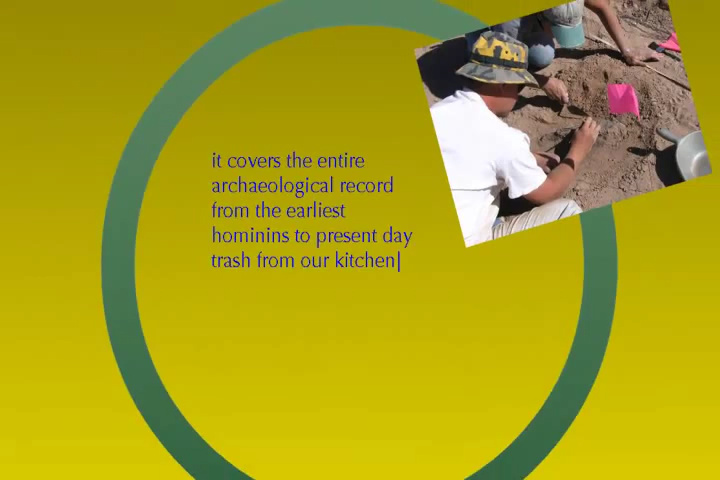 it covers the entire
archaeological record
from the earliest
hominins to present day
trash from our kitchen